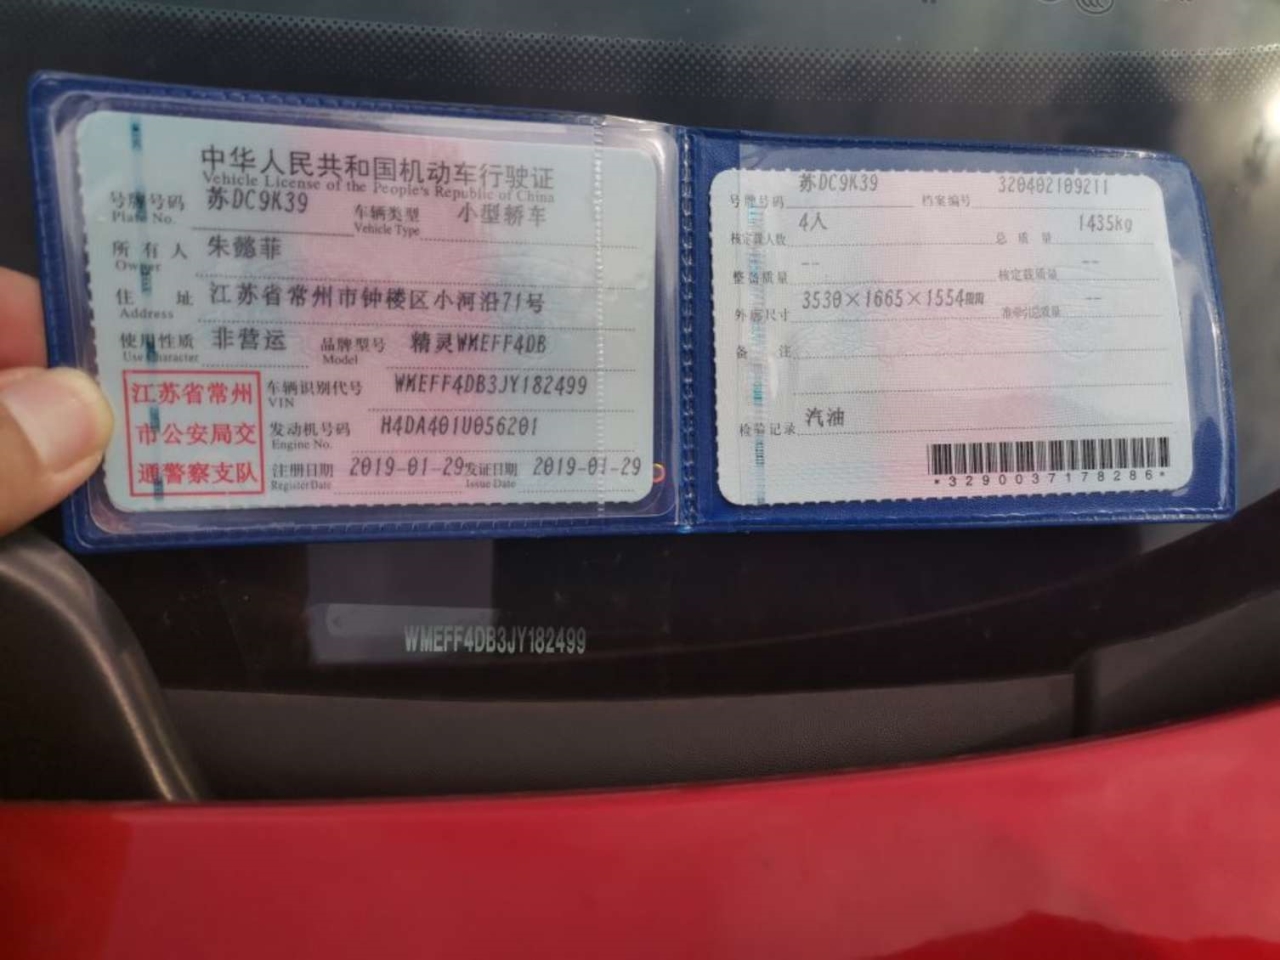 中华人民共和国机动车行驶证
Vehicle License of the People's Republic of China
号牌号码 苏DC9K39 车辆类型 小型轿车
Plate No. Vehicle Type
所有人 朱懿菲
Owner
住址 江苏省常州市钟楼区小河沿71号
Address
使用性质 非营运 品牌型号 精灵WMEFF4DB
Use Character Model
江苏省常州
市公安局交
通警察支队
车辆识别代号 WMEFF4DB3JY182499
VIN
发动机号码 H4DA401U056201
Engine No.
注册日期 2019-01-29 发证日期 2019-01-29
Register Date Issue Date
号牌号码 苏DC9K39 档案编号 320402109211
核定载人数 4人 总质量 1435kg
整备质量 -- 核定载质量 --
外廓尺寸 3530×1665×1554 准牵引总质量 --
备注
检验记录 汽油
*3290037178286*
WMEFF4DB3JY182499